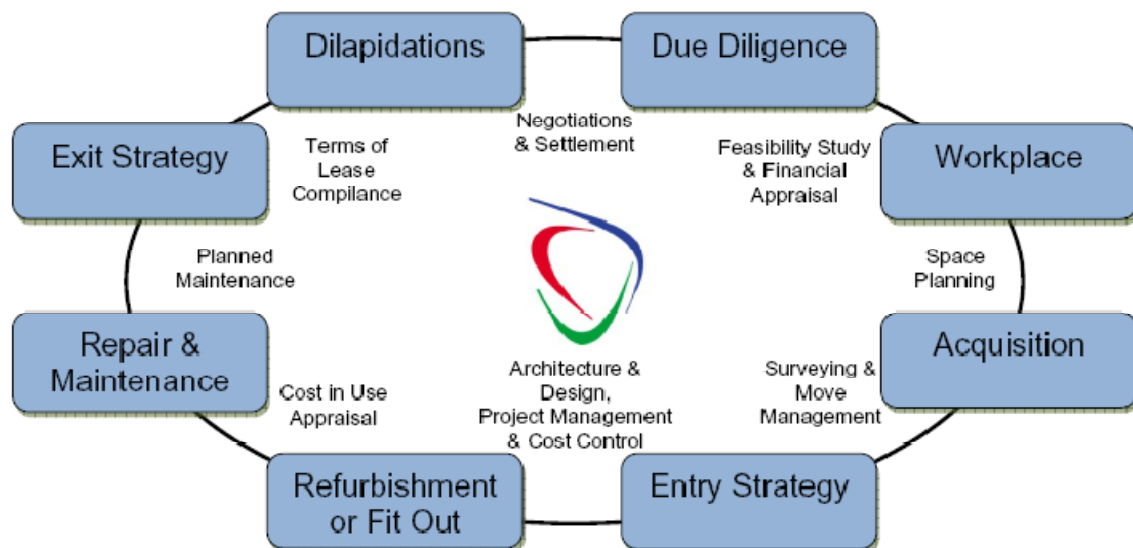 Dilapidations
Due Diligence
Negotiations
& Settlement
Exit Strategy
Terms of
Lease
Compilance
Feasibility Study
& Financial
Appraisal
Workplace
Planned
Maintenance
Space
Planning
Repair &
Maintenance
Cost in Use
Appraisal
Architecture &
Design,
Project Management
& Cost Control
Surveying &
Move
Management
Acquisition
Refurbishment
or Fit Out
Entry Strategy